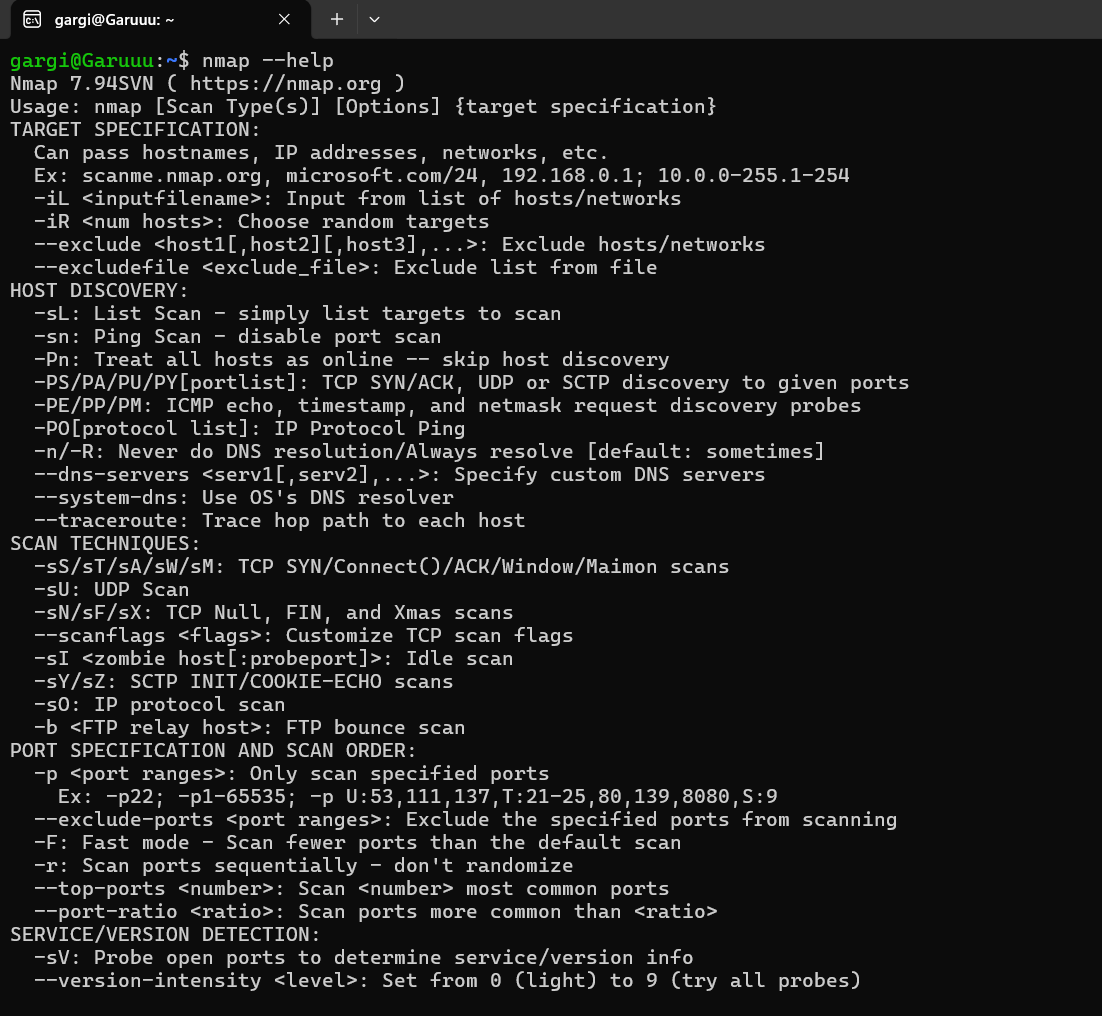 gargi@Garuuu: ~
gargi@Garuuu:~$ nmap --help
Nmap 7.94SVN ( https://nmap.org )
Usage: nmap [Scan Type(s)] [Options] {target specification}
TARGET SPECIFICATION:
  Can pass hostnames, IP addresses, networks, etc.
  Ex: scanme.nmap.org, microsoft.com/24, 192.168.0.1; 10.0.0-255.1-254
  -iL <inputfilename>: Input from list of hosts/networks
  -iR <num hosts>: Choose random targets
  --exclude <host1[,host2][,host3],...>: Exclude hosts/networks
  --excludefile <exclude_file>: Exclude list from file
HOST DISCOVERY:
  -sL: List Scan - simply list targets to scan
  -sn: Ping Scan - disable port scan
  -Pn: Treat all hosts as online -- skip host discovery
  -PS/PA/PU/PY[portlist]: TCP SYN/ACK, UDP or SCTP discovery to given ports
  -PE/PP/PM: ICMP echo, timestamp, and netmask request discovery probes
  -PO[protocol list]: IP Protocol Ping
  -n/-R: Never do DNS resolution/Always resolve [default: sometimes]
  --dns-servers <serv1[,serv2],...>: Specify custom DNS servers
  --system-dns: Use OS's DNS resolver
  --traceroute: Trace hop path to each host
SCAN TECHNIQUES:
  -sS/sT/sA/sW/sM: TCP SYN/Connect()/ACK/Window/Maimon scans
  -sU: UDP Scan
  -sN/sF/sX: TCP Null, FIN, and Xmas scans
  --scanflags <flags>: Customize TCP scan flags
  -sI <zombie host[:probeport]>: Idle scan
  -sY/sZ: SCTP INIT/COOKIE-ECHO scans
  -sO: IP protocol scan
  -b <FTP relay host>: FTP bounce scan
PORT SPECIFICATION AND SCAN ORDER:
  -p <port ranges>: Only scan specified ports
    Ex: -p22; -p1-65535; -p U:53,111,137,T:21-25,80,139,8080,S:9
  --exclude-ports <port ranges>: Exclude the specified ports from scanning
  -F: Fast mode - Scan fewer ports than the default scan
  -r: Scan ports sequentially - don't randomize
  --top-ports <number>: Scan <number> most common ports
  --port-ratio <ratio>: Scan ports more common than <ratio>
SERVICE/VERSION DETECTION:
  -sV: Probe open ports to determine service/version info
  --version-intensity <level>: Set from 0 (light) to 9 (try all probes)